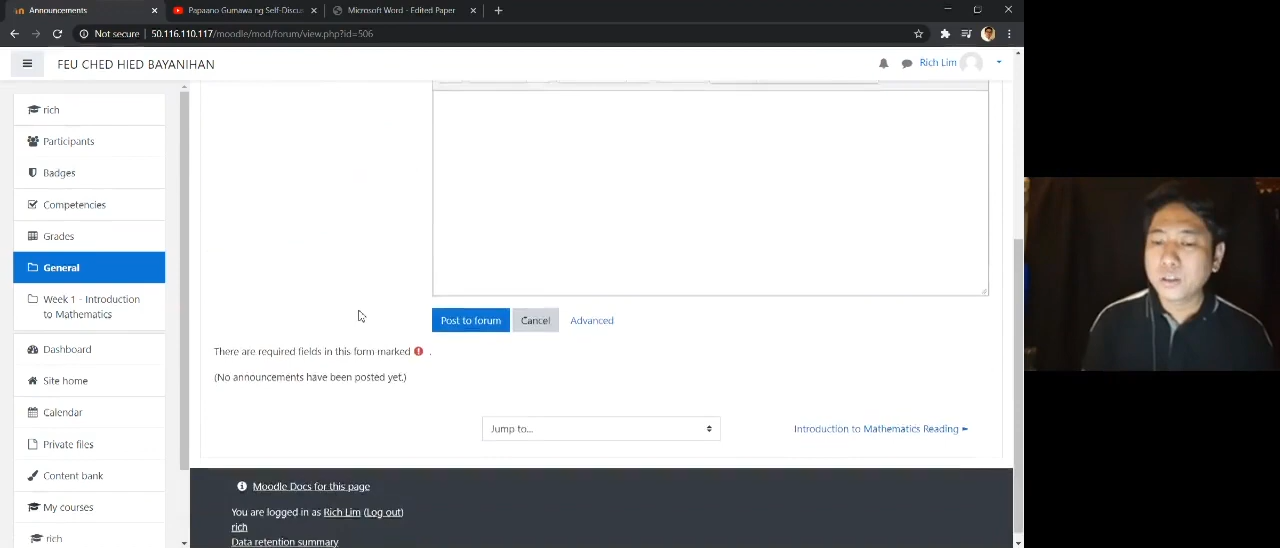 Announcements
Papaano Gumawa ng Self-Discus
Microsoft Word - Edited Paper
Not secure
50.116.110.117/moodle/mod/forum/view.php?id=506
FEU CHED HIED BAYANIHAN
Rich Lim
rich
Participants
Badges
Competencies
Grades
General
Week 1 - Introduction
to Mathematics
Dashboard
Site home
Calendar
Private files
Content bank
My courses
rich
Post to forum
Cancel
Advanced
There are required fields in this form marked .
(No announcements have been posted yet.)
Jump to...
Introduction to Mathematics Reading ►
Moodle Docs for this page
You are logged in as Rich Lim (Log out)
rich
Data retention summary